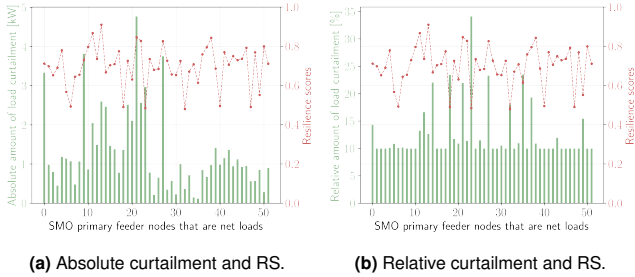 Absolute amount of load curtailment [kW]
5
4
3
2
1
0
0 10 20 30 40 50
SMO primary feeder nodes that are net loads
1.0
0.8
0.6
0.4
0.2
0.0
Resilience scores
(a) Absolute curtailment and RS.
Relative amount of load curtailment [%]
35
30
25
20
15
10
5
0
0 10 20 30 40 50
SMO primary feeder nodes that are net loads
1.0
0.8
0.6
0.4
0.2
0.0
Resilience scores
(b) Relative curtailment and RS.